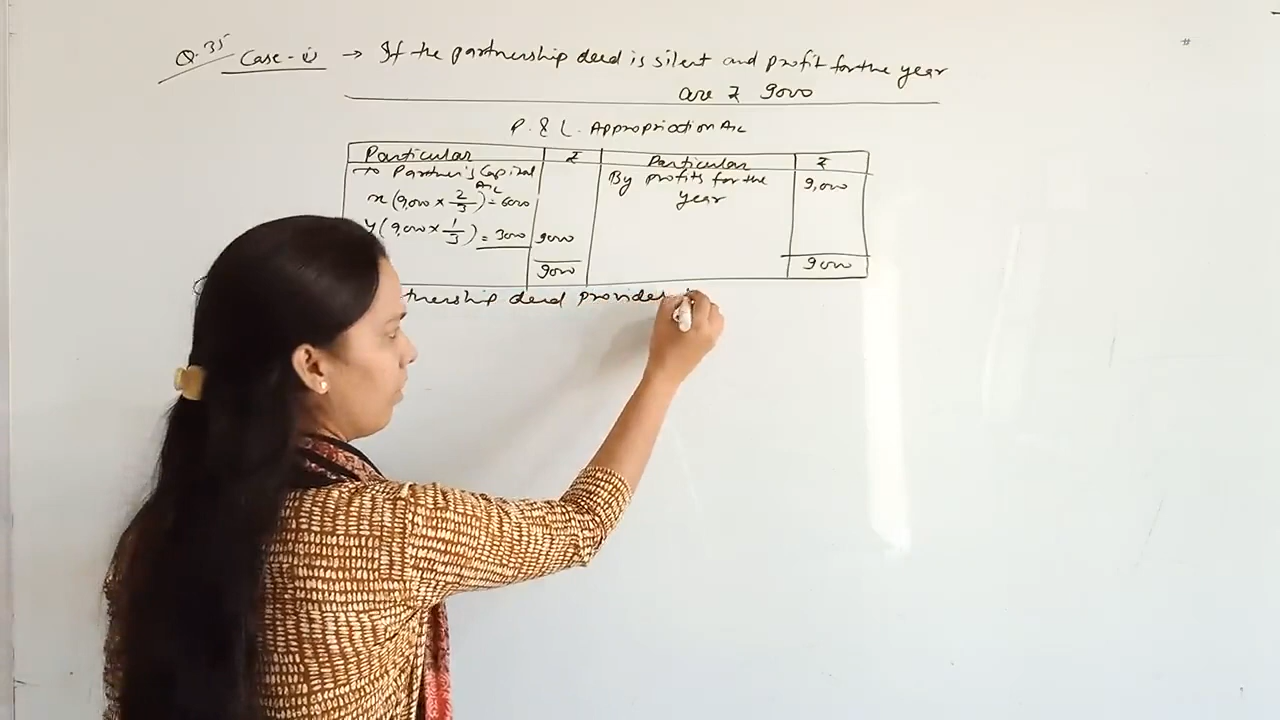 Q.35 Case-(i) → If the partnership deed is silent and profit for the year
are ₹ 9000
P. & L. Appropriation A/c
Particular ₹ Particular ₹
To Partner's Capital A/c By profits for the year 9,000
x (9,000 × 2/3) = 6000
y (9,000 × 1/3) = 3000 9000
9000 9000
deed provides